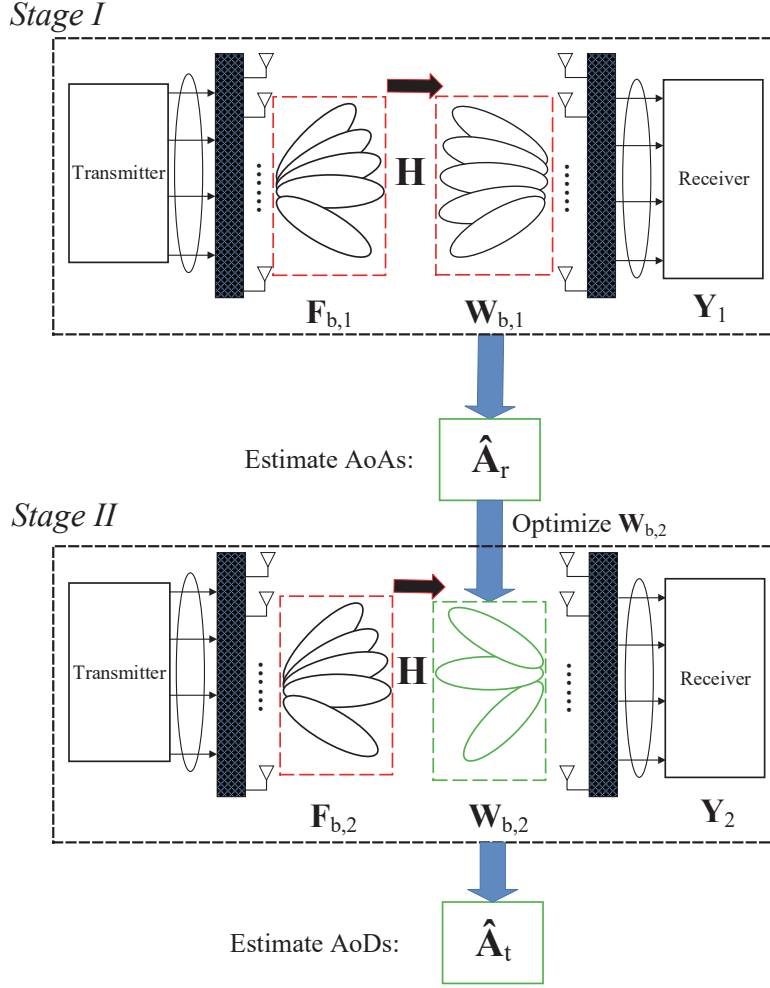 Stage I
Transmitter
H
Receiver
F_b,1
W_b,1
Y_1
Estimate AoAs:
Â_r
Stage II
Optimize W_b,2
Transmitter
H
Receiver
F_b,2
W_b,2
Y_2
Estimate AoDs:
Â_t